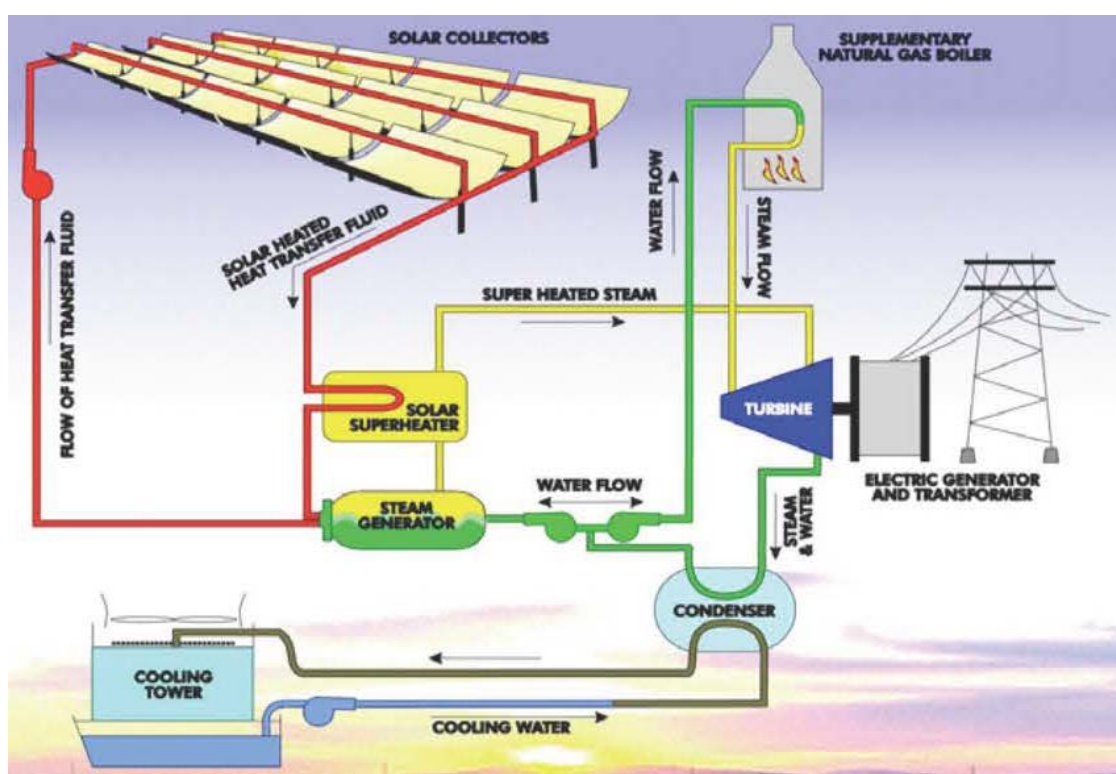 SOLAR COLLECTORS
SUPPLEMENTARY
NATURAL GAS BOILER
FLOW OF HEAT TRANSFER FLUID
SOLAR HEATED
HEAT TRANSFER FLUID
WATER FLOW
STEAM FLOW
SUPER HEATED STEAM
SOLAR
SUPERHEATER
TURBINE
ELECTRIC GENERATOR
AND TRANSFORMER
STEAM
GENERATOR
WATER FLOW
STEAM
& WATER
CONDENSER
COOLING
TOWER
COOLING WATER